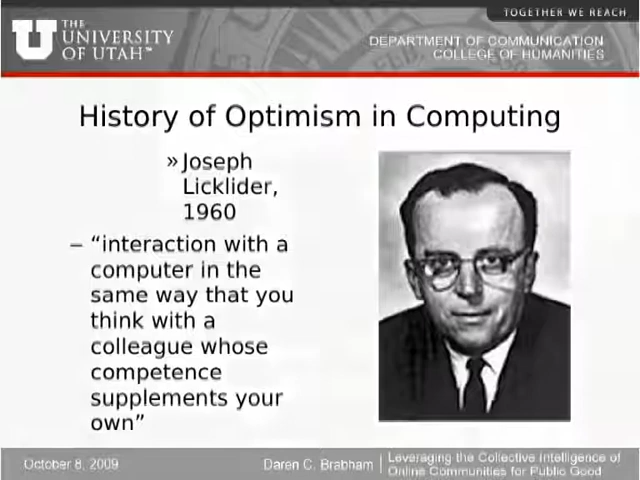 TOGETHER WE REACH
THE
UNIVERSITY
OF UTAH™
DEPARTMENT OF COMMUNICATION
COLLEGE OF HUMANITIES
History of Optimism in Computing
» Joseph
Licklider,
1960
– “interaction with a
computer in the
same way that you
think with a
colleague whose
competence
supplements your
own”
October 8, 2009
Daren C. Brabham
Leveraging the Collective Intelligence of
Online Communities for Public Good